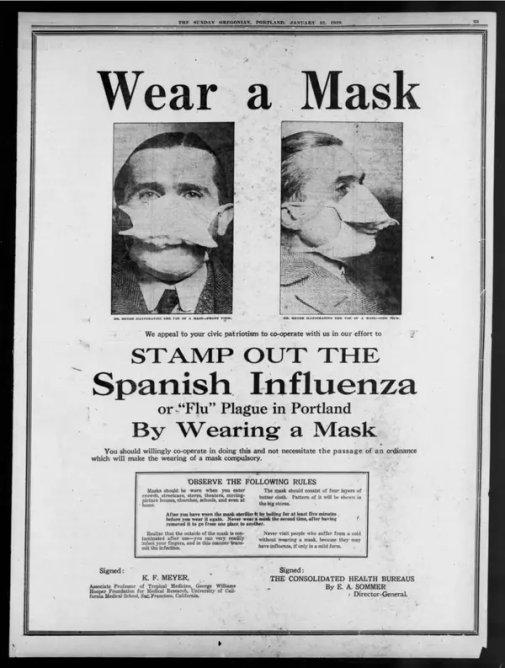 THE SUNDAY OREGONIAN, PORTLAND, JANUARY 1919.
Wear a Mask
DR. MEYER ILLUSTRATING THE USE OF A MASK—FRONT VIEW.
DR. MEYER ILLUSTRATING THE USE OF A MASK—SIDE VIEW.
We appeal to your civic patriotism to co-operate with us in our effort to
STAMP OUT THE
Spanish Influenza
or "Flu" Plague in Portland
By Wearing a Mask
You should willingly co-operate in doing this and not necessitate the passage of an ordinance
which will make the wearing of a mask compulsory.
OBSERVE THE FOLLOWING RULES
Masks should be worn when you enter
crowds, streetcars, stores, theaters, moving-
picture houses, churches, schools, and even at
home.
The mask should consist of four layers of
butter cloth. Pattern of it will be shown in
the big stores.
After you have worn the mask sterilize it by boiling for at least five minutes
before you wear it again. Never wear a mask the second time, after having
removed it to go from one place to another.
Realize that the outside of the mask is con-
taminated after use—you can very readily
infect your fingers, and in this manner trans-
mit the infection.
Never visit people who suffer from a cold
without wearing a mask, because they may
have influenza, if only in a mild form.
Signed:
K. F. MEYER,
Associate Professor of Tropical Medicine, George Williams
Hooper Foundation for Medical Research, University of Cali-
fornia Medical School, San Francisco, California.
Signed:
THE CONSOLIDATED HEALTH BUREAUS
By E. A. SOMMER
Director-General.